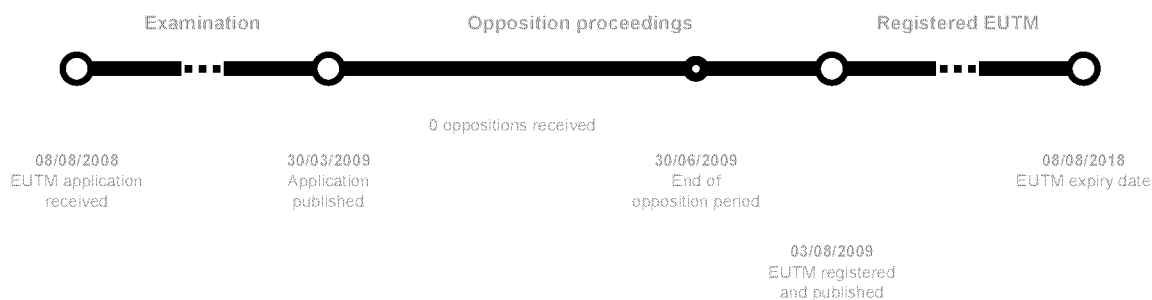 Examination
Opposition proceedings
Registered EUTM
0 oppositions received
08/08/2008
EUTM application
received
30/03/2009
Application
published
30/06/2009
End of
opposition period
08/08/2018
EUTM expiry date
03/08/2009
EUTM registered
and published